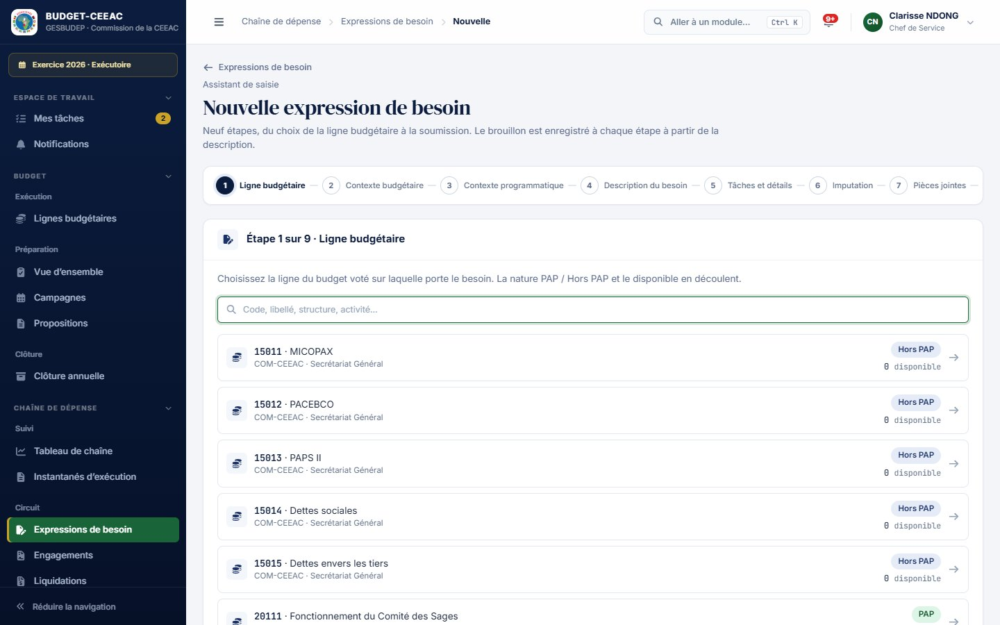 BUDGET-CEEAC
GESBUDEP · Commission de la CEEAC
Exercice 2026 · Exécutoire
ESPACE DE TRAVAIL
Mes tâches 2
Notifications
BUDGET
Exécution
Lignes budgétaires
Préparation
Vue d’ensemble
Campagnes
Propositions
Clôture
Clôture annuelle
CHAÎNE DE DÉPENSE
Suivi
Tableau de chaîne
Instantanés d’exécution
Circuit
Expressions de besoin
Engagements
Liquidations
Réduire la navigation
Chaîne de dépense Expressions de besoin Nouvelle
Aller à un module... Ctrl K
9+
CN
Clarisse NDONG
Chef de Service
Expressions de besoin
Assistant de saisie
Nouvelle expression de besoin
Neuf étapes, du choix de la ligne budgétaire à la soumission. Le brouillon est enregistré à chaque étape à partir de la
description.
1 Ligne budgétaire 2 Contexte budgétaire 3 Contexte programmatique 4 Description du besoin 5 Tâches et détails 6 Imputation 7 Pièces jointes
Étape 1 sur 9 · Ligne budgétaire
Choisissez la ligne du budget voté sur laquelle porte le besoin. La nature PAP / Hors PAP et le disponible en découlent.
Code, libellé, structure, activité...
15011 · MICOPAX
COM-CEEAC · Secrétariat Général
Hors PAP
0 disponible
15012 · PACEBCO
COM-CEEAC · Secrétariat Général
Hors PAP
0 disponible
15013 · PAPS II
COM-CEEAC · Secrétariat Général
Hors PAP
0 disponible
15014 · Dettes sociales
COM-CEEAC · Secrétariat Général
Hors PAP
0 disponible
15015 · Dettes envers les tiers
COM-CEEAC · Secrétariat Général
Hors PAP
0 disponible
20111 · Fonctionnement du Comité des Sages
PAP